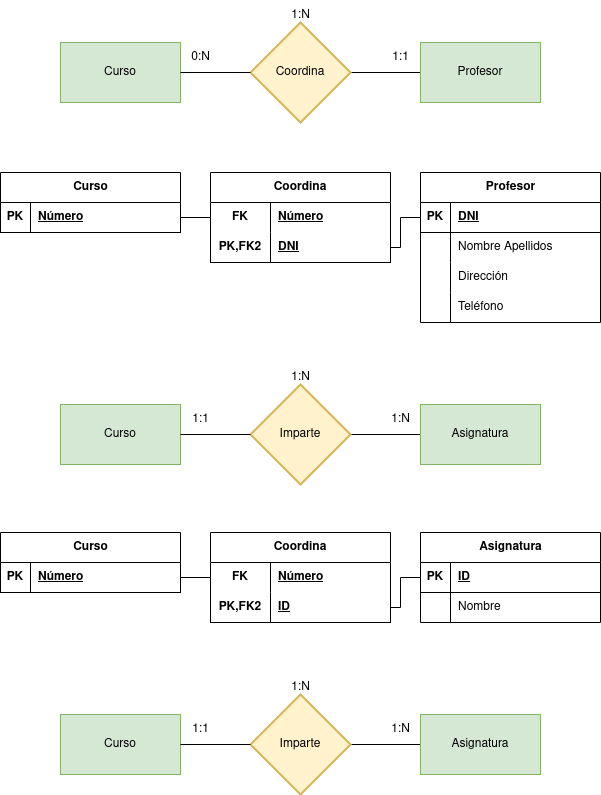 1:N
0:N
1:1
Curso
Coordina
Profesor
Curso
Coordina
Profesor
PK Número
FK Número
PK DNI
PK,FK2 DNI
Nombre Apellidos
Dirección
Teléfono
1:N
1:1
1:N
Curso
Imparte
Asignatura
Curso
Coordina
Asignatura
PK Número
FK Número
PK ID
PK,FK2 ID
Nombre
1:N
1:1
1:N
Curso
Imparte
Asignatura